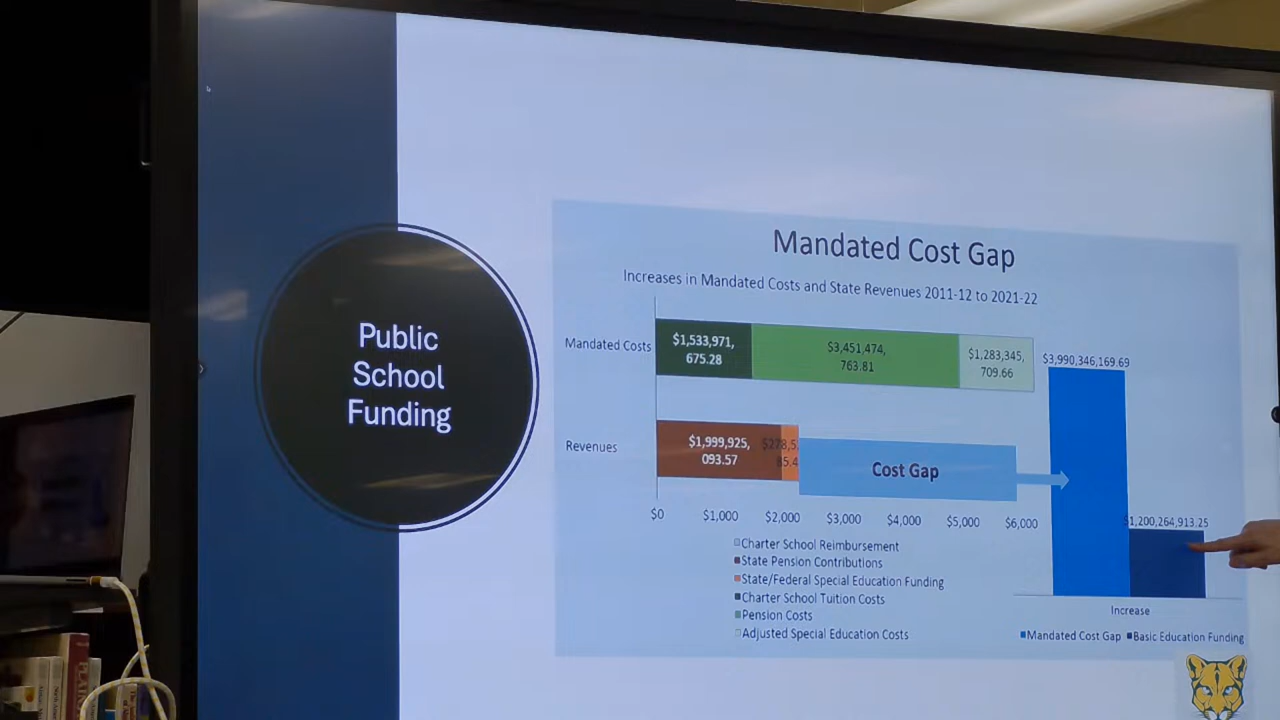 Public
School
Funding
Mandated Cost Gap
Increases in Mandated Costs and State Revenues 2011-12 to 2021-22
Mandated Costs
$1,533,971,
675.28
$3,451,474,
763.81
$1,283,345,
709.66
$3,990,346,169.69
Revenues
$1,999,925,
093.57
Cost Gap
$0 $1,000 $2,000 $3,000 $4,000 $5,000 $6,000
$1,200,264,913.25
Charter School Reimbursement
State Pension Contributions
State/Federal Special Education Funding
Charter School Tuition Costs
Pension Costs
Adjusted Special Education Costs
Increase
Mandated Cost Gap Basic Education Funding